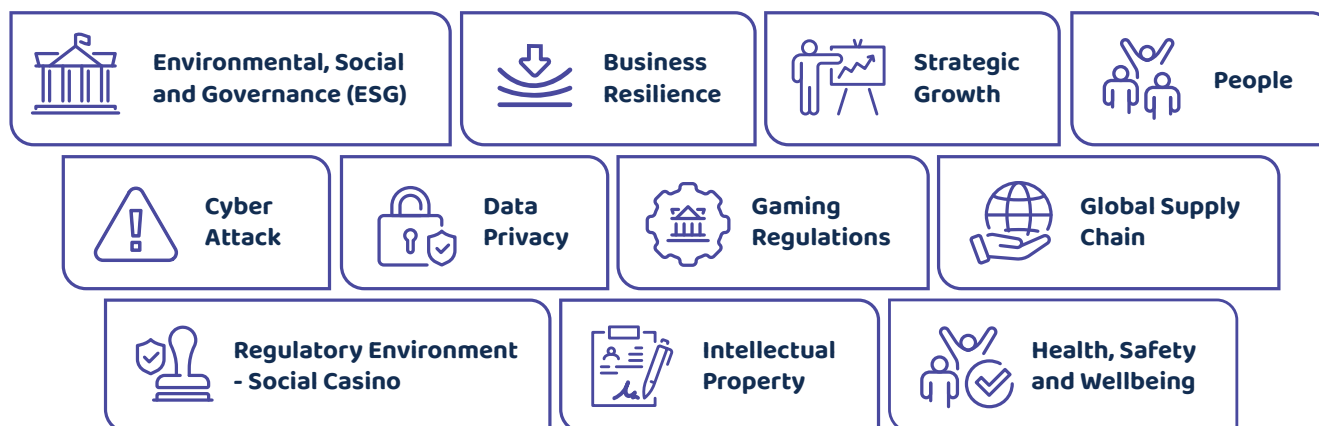 Environmental, Social
and Governance (ESG)
Business
Resilience
Strategic
Growth
People
Cyber
Attack
Data
Privacy
Gaming
Regulations
Global Supply
Chain
Regulatory Environment
- Social Casino
Intellectual
Property
Health, Safety
and Wellbeing